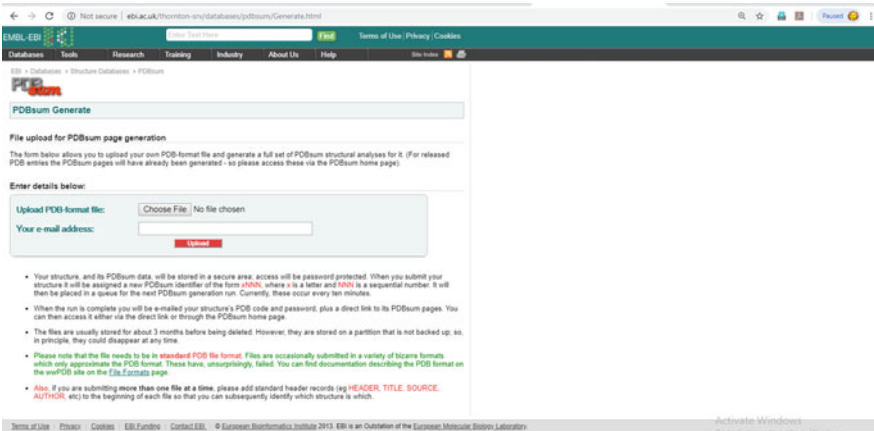 Not secure | ebi.ac.uk/thornton-srv/databases/pdbsum/Generate.html
Paused
EMBL-EBI
Enter Text Here
Find
Terms of Use | Privacy | Cookies
Databases Tools Research Training Industry About Us Help Site Index
EBI > Databases > Structure Databases > PDBsum
PDBsum
PDBsum Generate
File upload for PDBsum page generation
The form below allows you to upload your own PDB-format file and generate a full set of PDBsum structural analyses for it. (For released
PDB entries the PDBsum pages will have already been generated - so please access these via the PDBsum home page).
Enter details below:
Upload PDB-format file: Choose File No file chosen
Your e-mail address:
Upload
• Your structure, and its PDBsum data, will be stored in a secure area; access will be password protected. When you submit your
structure it will be assigned a new PDBsum identifier of the form xNNN, where x is a letter and NNN is a sequential number. It will
then be placed in a queue for the next PDBsum generation run. Currently, these occur every ten minutes.
• When the run is complete you will be e-mailed your structure's PDB code and password, plus a direct link to its PDBsum pages. You
can then access it either via the direct link or through the PDBsum home page.
• The files are usually stored for about 3 months before being deleted. However, they are stored on a partition that is not backed up, so,
in principle, they could disappear at any time.
• Please note that the file needs to be in standard PDB file format. Files are occasionally submitted in a variety of bizarre formats
which only approximate the PDB format. These have, unsurprisingly, failed. You can find documentation describing the PDB format on
the wwPDB site on the File Formats page.
• Also, if you are submitting more than one file at a time, please add standard header records (eg HEADER, TITLE, SOURCE,
AUTHOR, etc) to the beginning of each file so that you can subsequently identify which structure is which.
Terms of Use | Privacy | Cookies | EBI Funding | Contact EBI | © European Bioinformatics Institute 2013. EBI is an Outstation of the European Molecular Biology Laboratory.
Activate Windows